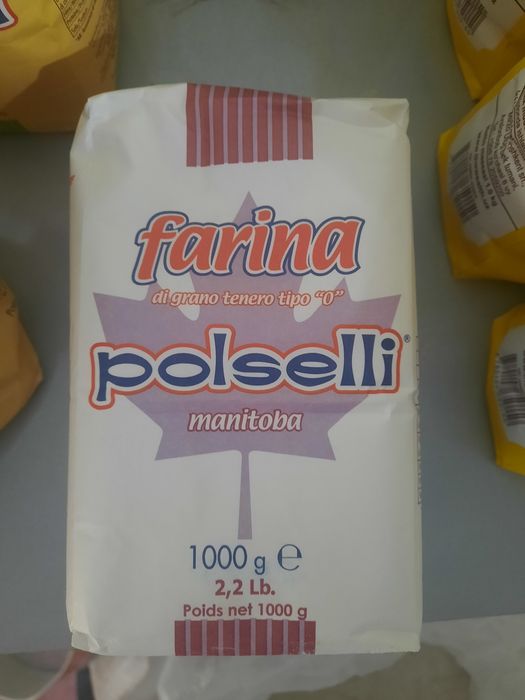 farina
di grano tenero tipo "0"
polselli®
manitoba
1000 g ℮
2,2 Lb.
Poids net 1000 g